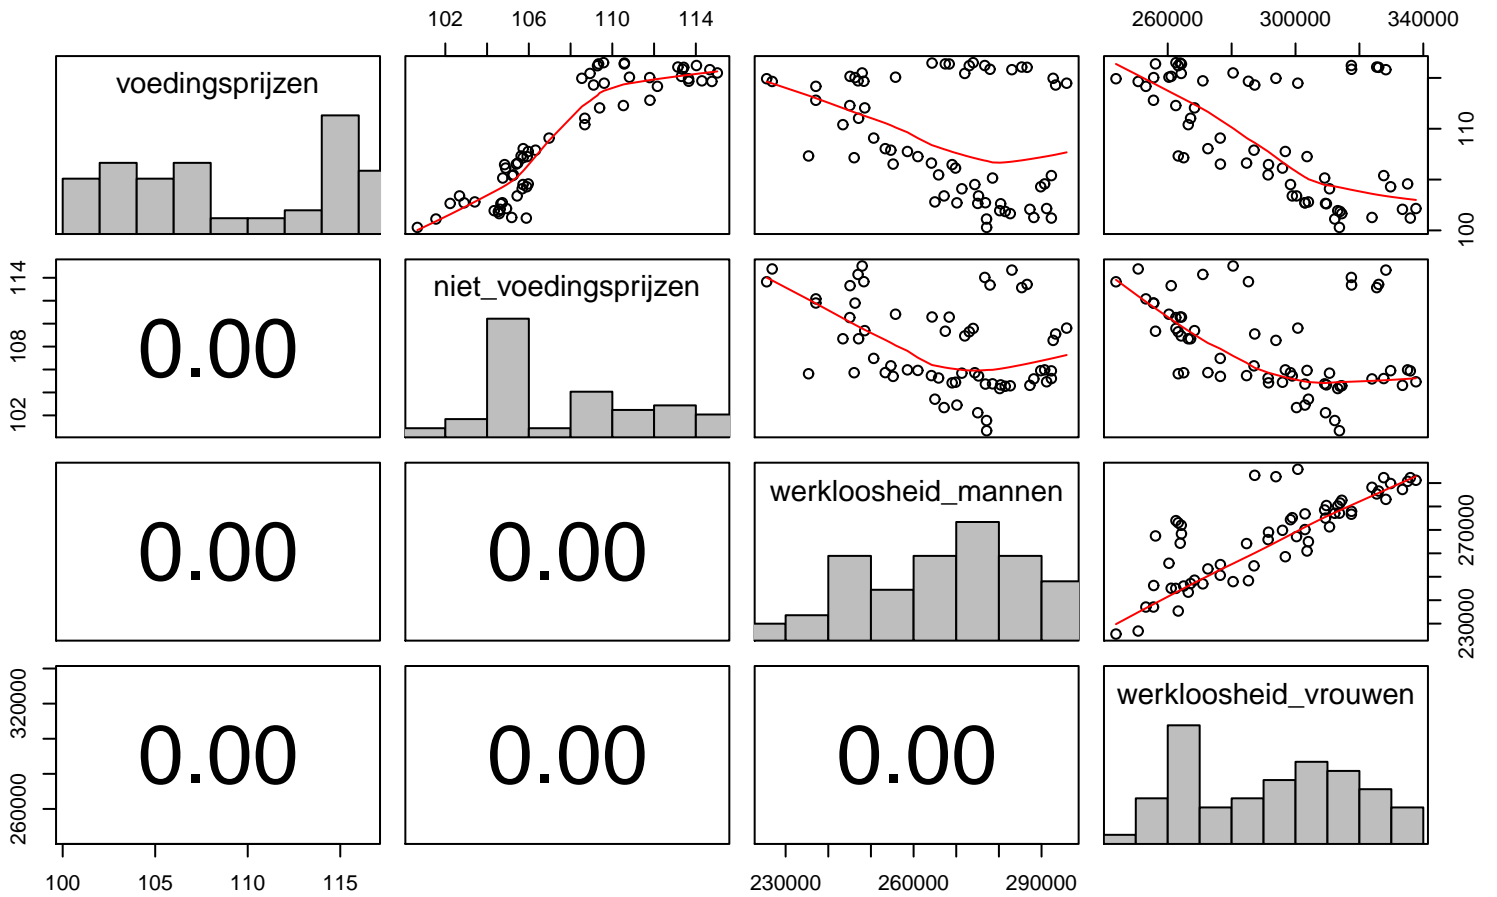 102 106 110 114 260000 300000 340000
voedingsprijzen
100 110
niet_voedingsprijzen
102 108 114
0.00
werkloosheid_mannen
0.00 0.00
230000 270000
werkloosheid_vrouwen
260000 320000
0.00 0.00 0.00
100 105 110 115 230000 260000 290000